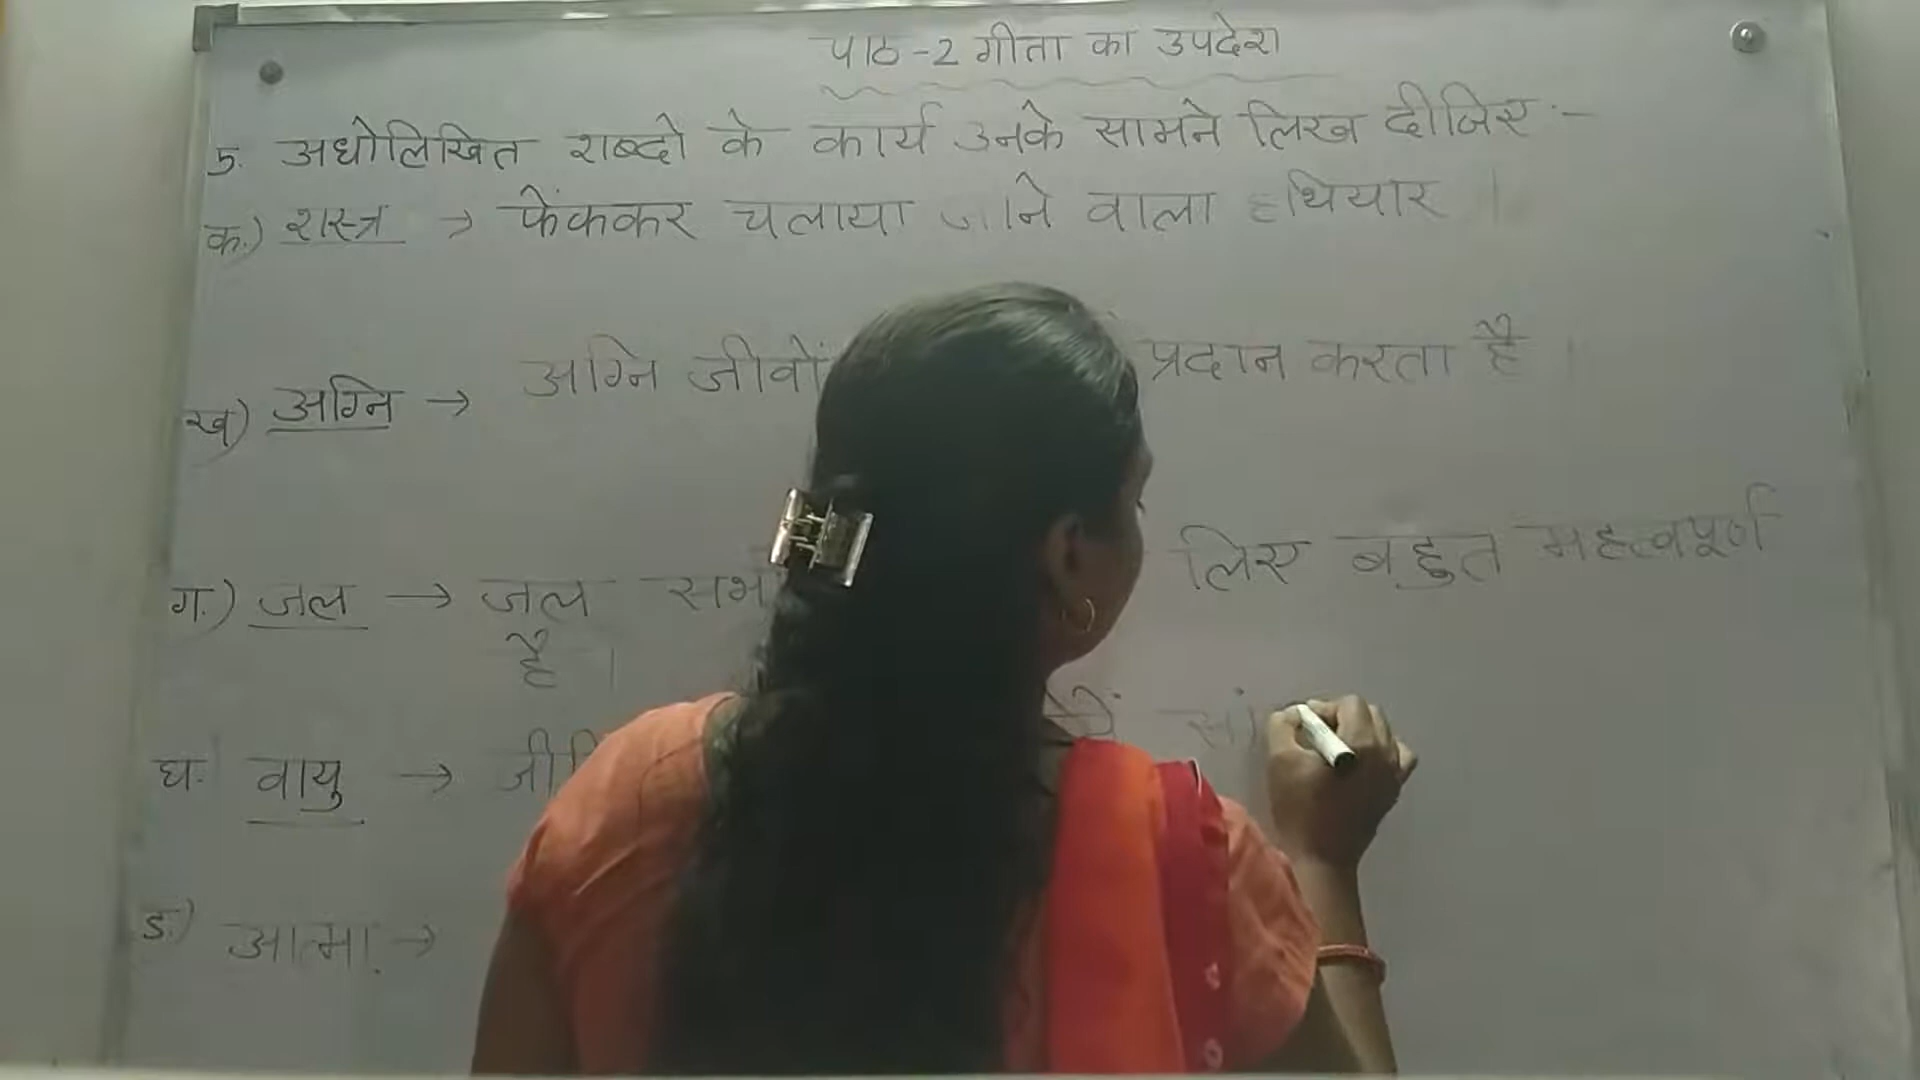 पाठ -2 गीता का उपदेश
5. अधोलिखित शब्दो के कार्य उनके सामने लिख दीजिए :-
क.) शस्त्र → फेंककर चलाया जाने वाला हथियार ।
ख) अग्नि → अग्नि जीवों प्रदान करता है ।
ग.) जल → जल लिए बहुत महत्वपूर्ण
है ।
घ. वायु →
ङ.) आत्मा →